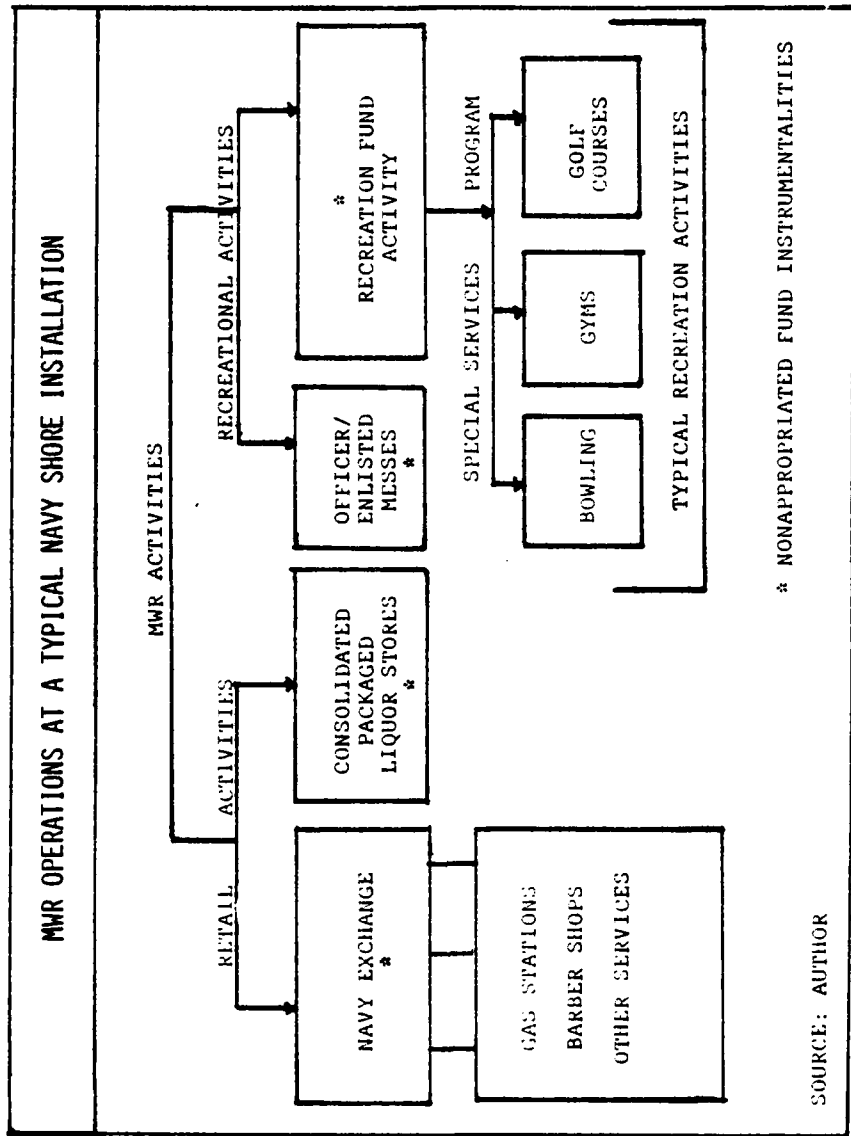 MWR OPERATIONS AT A TYPICAL NAVY SHORE INSTALLATION
MWR ACTIVITIES
RETAIL ACTIVITIES
RECREATIONAL ACTIVITIES
NAVY EXCHANGE
*
CONSOLIDATED
PACKAGED
LIQUOR STORES
*
OFFICER/
ENLISTED
MESSES
*
*
RECREATION FUND
ACTIVITY
GAS STATIONS
BARBER SHOPS
OTHER SERVICES
SPECIAL SERVICES PROGRAM
BOWLING
GYMS
GOLF
COURSES
TYPICAL RECREATION ACTIVITIES
* NONAPPROPRIATED FUND INSTRUMENTALITIES
SOURCE: AUTHOR